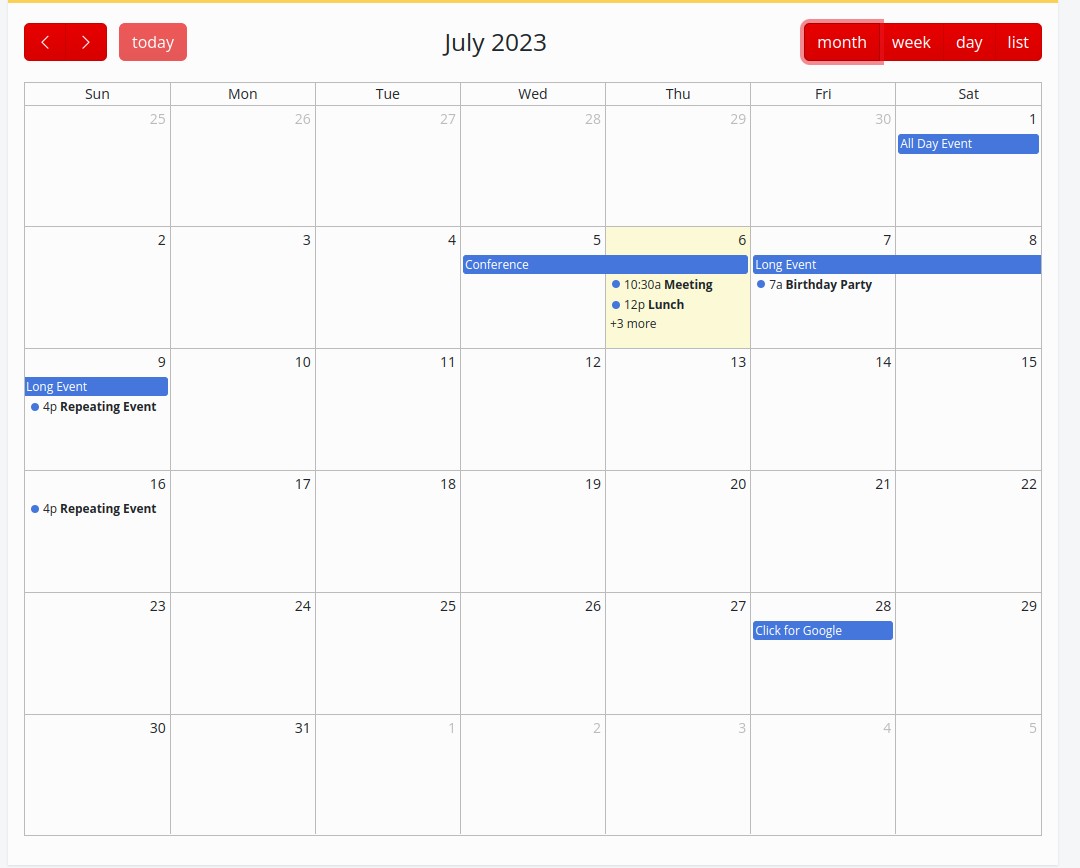 today July 2023 month week day list
Sun Mon Tue Wed Thu Fri Sat
25 26 27 28 29 30 1
All Day Event
2 3 4 5 6 7 8
Conference Long Event
10:30a Meeting 7a Birthday Party
12p Lunch
+3 more
9 10 11 12 13 14 15
Long Event
4p Repeating Event
16 17 18 19 20 21 22
4p Repeating Event
23 24 25 26 27 28 29
Click for Google
30 31 1 2 3 4 5